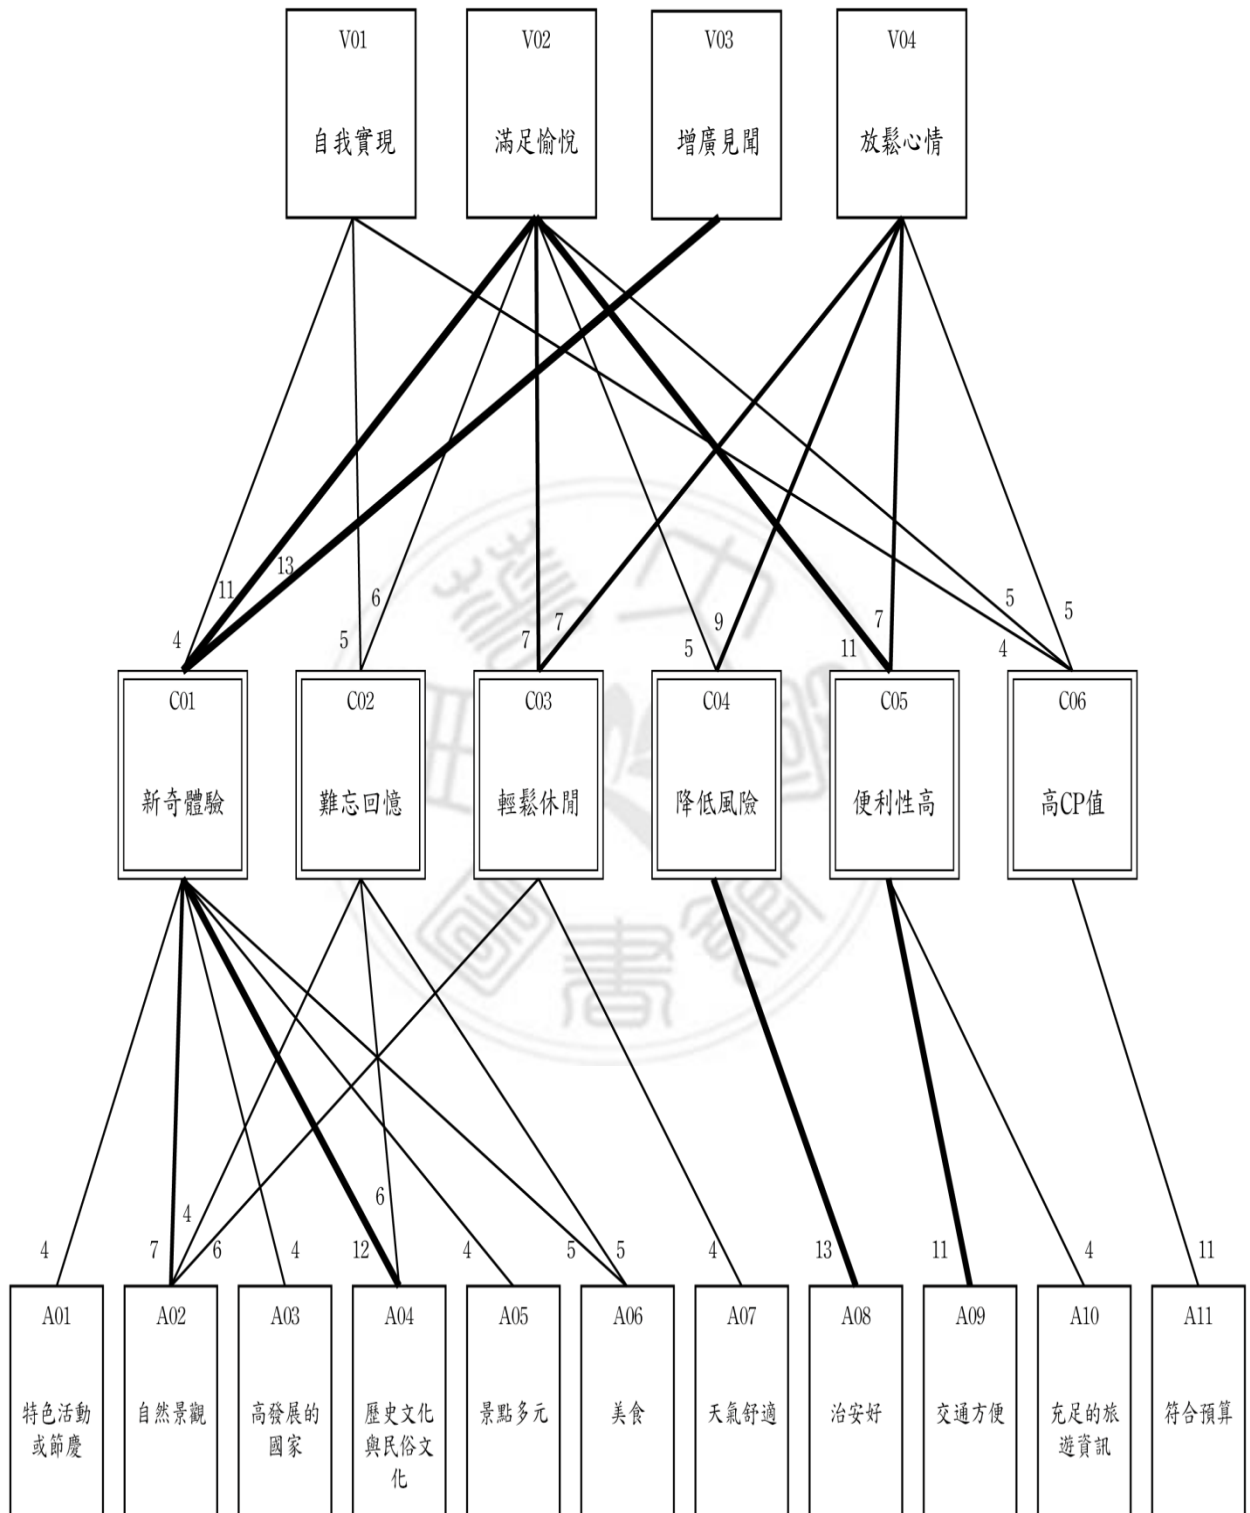 V01
自我實現
V02
滿足愉悅
V03
增廣見聞
V04
放鬆心情
4
11
13
5
6
7
7
5
9
11
7
4
5
5
C01
新奇體驗
C02
難忘回憶
C03
輕鬆休閒
C04
降低風險
C05
便利性高
C06
高CP值
4
7
4
6
4
12
6
4
5
5
4
13
11
4
11
A01
特色活動
或節慶
A02
自然景觀
A03
高發展的
國家
A04
歷史文化
與民俗文
化
A05
景點多元
A06
美食
A07
天氣舒適
A08
治安好
A09
交通方便
A10
充足的旅
遊資訊
A11
符合預算